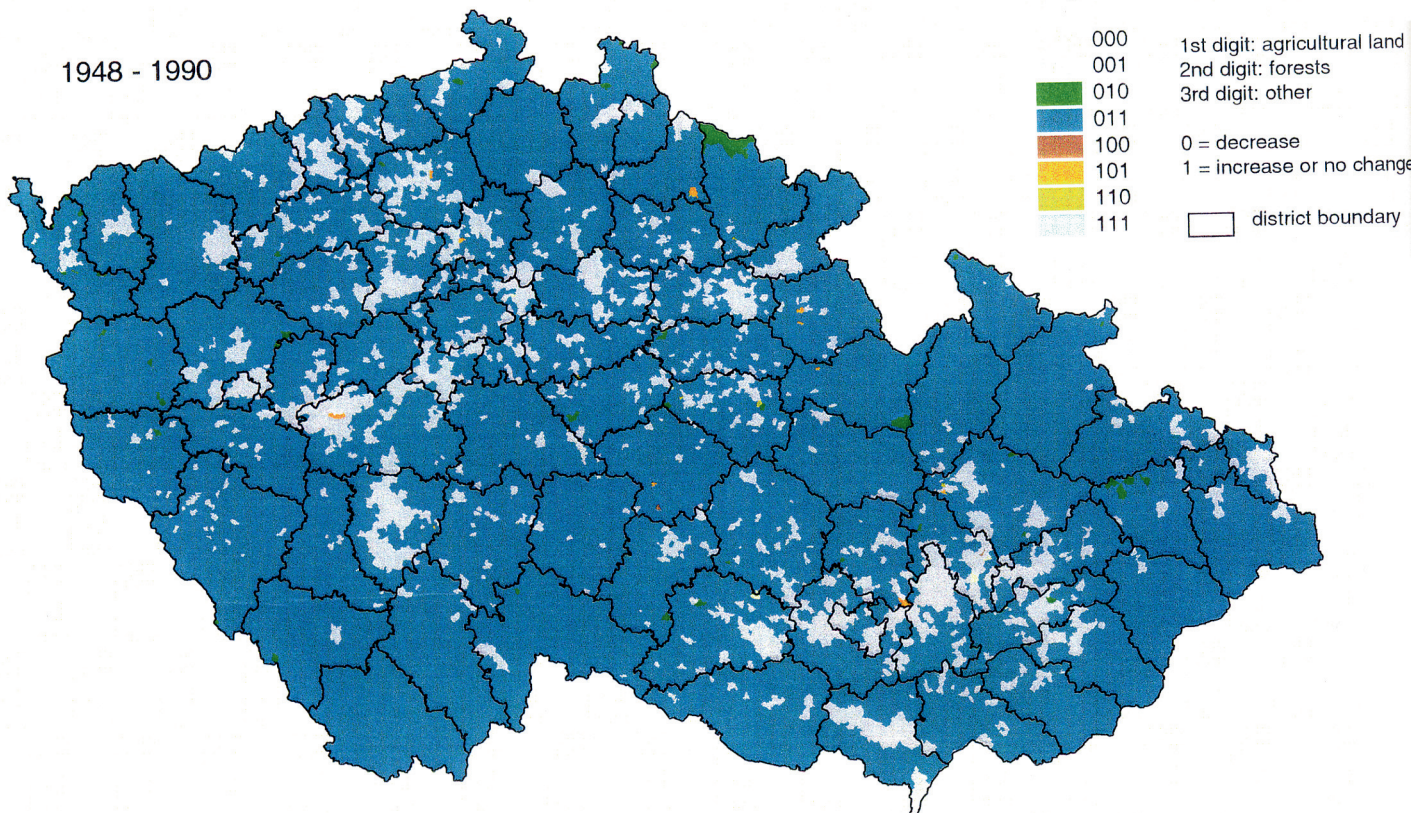 1948 - 1990
000
001
010
011
100
101
110
111
1st digit: agricultural land
2nd digit: forests
3rd digit: other
0 = decrease
1 = increase or no change
district boundary